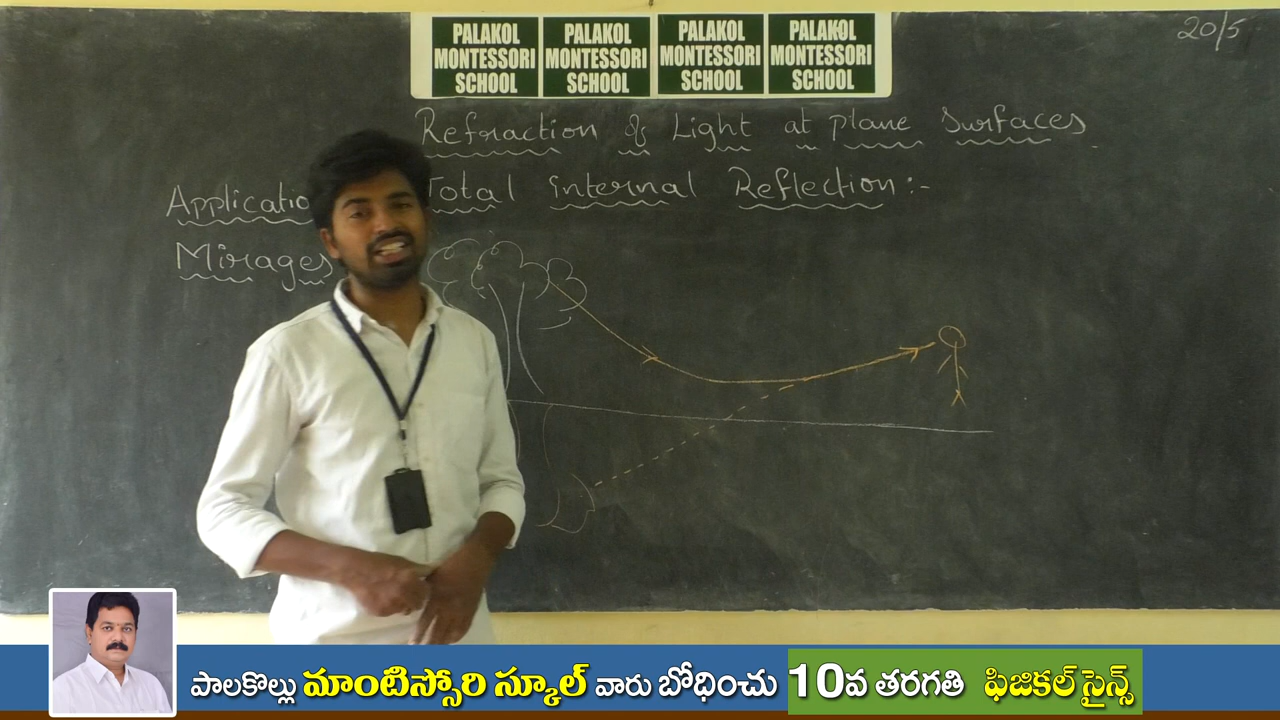 PALAKOL MONTESSORI SCHOOL
PALAKOL MONTESSORI SCHOOL
PALAKOL MONTESSORI SCHOOL
PALAKOL MONTESSORI SCHOOL
20/5
Refraction of Light at plane Surfaces
Applicatio Total Internal Reflection:-
Mirages
పాలకొల్లు మాంటిస్సోరి స్కూల్ వారు బోధించు 10వ తరగతి ఫిజికల్ సైన్స్